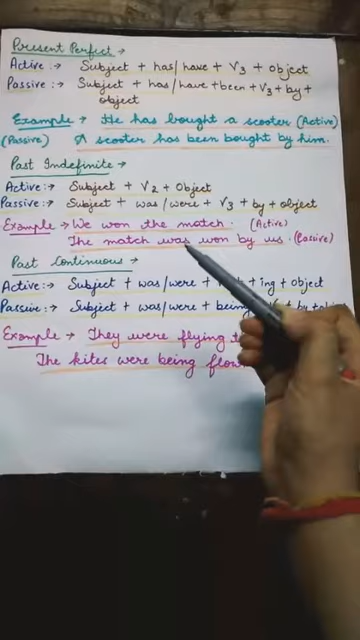 Present Perfect →
Active :→ Subject + has/have + V3 + object
Passive :→ Subject + has/have +been + V3 + by+
object
Example :→ He has bought a scooter (Active)
(Passive) A scooter has been bought by him.
Past Indefinite →
Active :→ Subject + V2 + Object
Passive :→ Subject + was/were + V3 + by + object
Example → We won the match. (Active)
The match was won by us. (Passive)
Past Continuous →
Active :→ Subject + was/were + + ing + object
Passive :→ Subject + was/were + being + by +
Example → They were flying
The kites were being